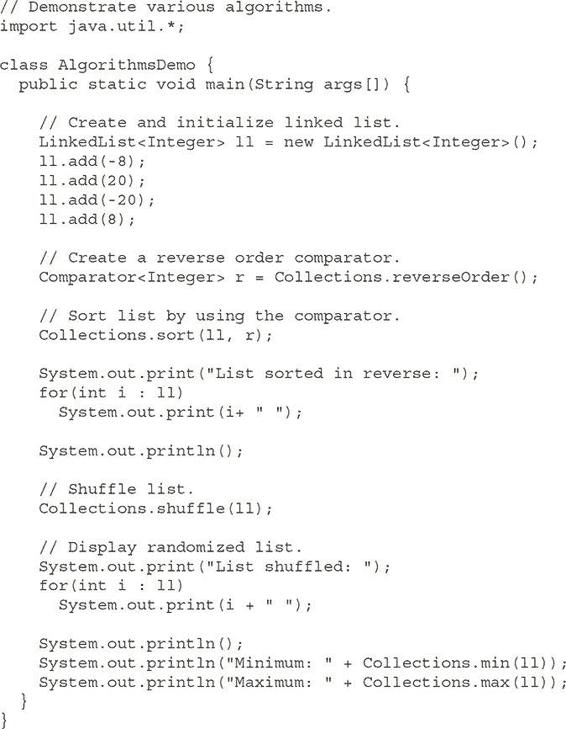 // Demonstrate various algorithms.
import java.util.*;

class AlgorithmsDemo {
  public static void main(String args[]) {

    // Create and initialize linked list.
    LinkedList<Integer> ll = new LinkedList<Integer>();
    ll.add(-8);
    ll.add(20);
    ll.add(-20);
    ll.add(8);

    // Create a reverse order comparator.
    Comparator<Integer> r = Collections.reverseOrder();

    // Sort list by using the comparator.
    Collections.sort(ll, r);

    System.out.print("List sorted in reverse: ");
    for(int i : ll)
      System.out.print(i+ " ");

    System.out.println();

    // Shuffle list.
    Collections.shuffle(ll);

    // Display randomized list.
    System.out.print("List shuffled: ");
    for(int i : ll)
      System.out.print(i + " ");

    System.out.println();
    System.out.println("Minimum: " + Collections.min(ll));
    System.out.println("Maximum: " + Collections.max(ll));
  }
}